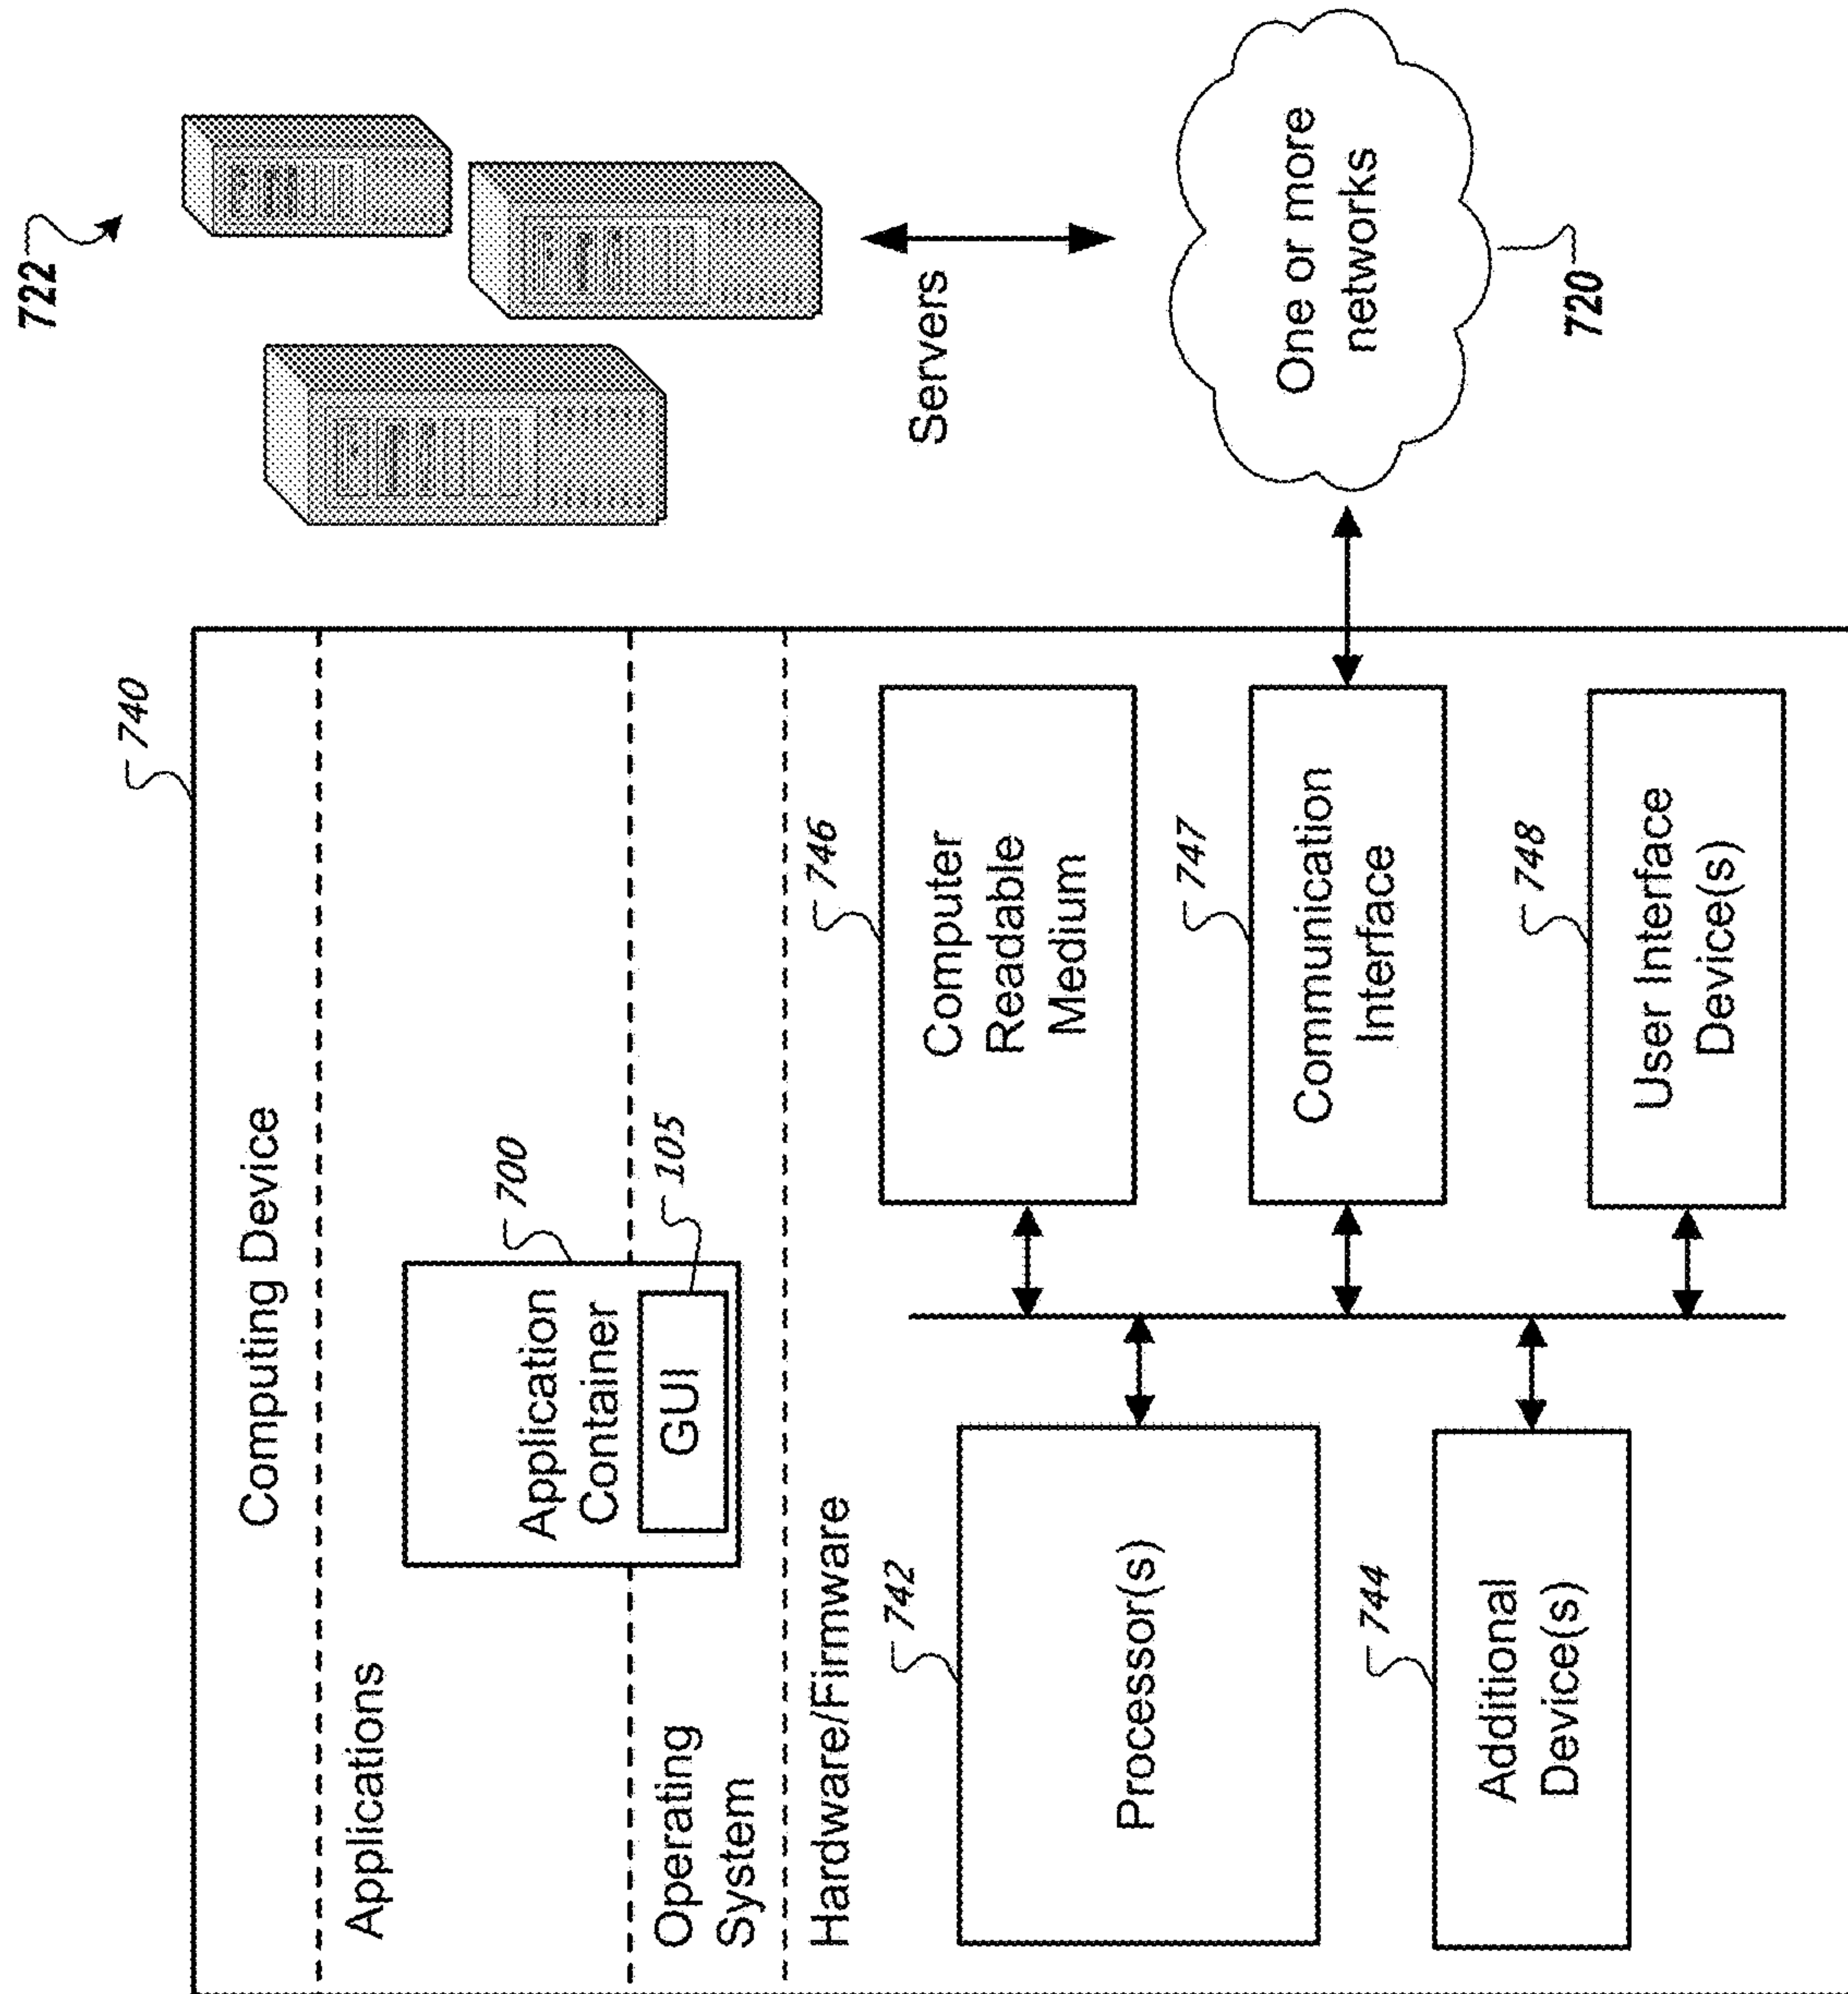 722
Servers
One or more
networks
720
740
Computing Device
Applications
700
Application
Container
105
GUI
Operating
System
Hardware/Firmware
742
Processor(s)
744
Additional
Device(s)
746
Computer
Readable
Medium
747
Communication
Interface
748
User Interface
Device(s)